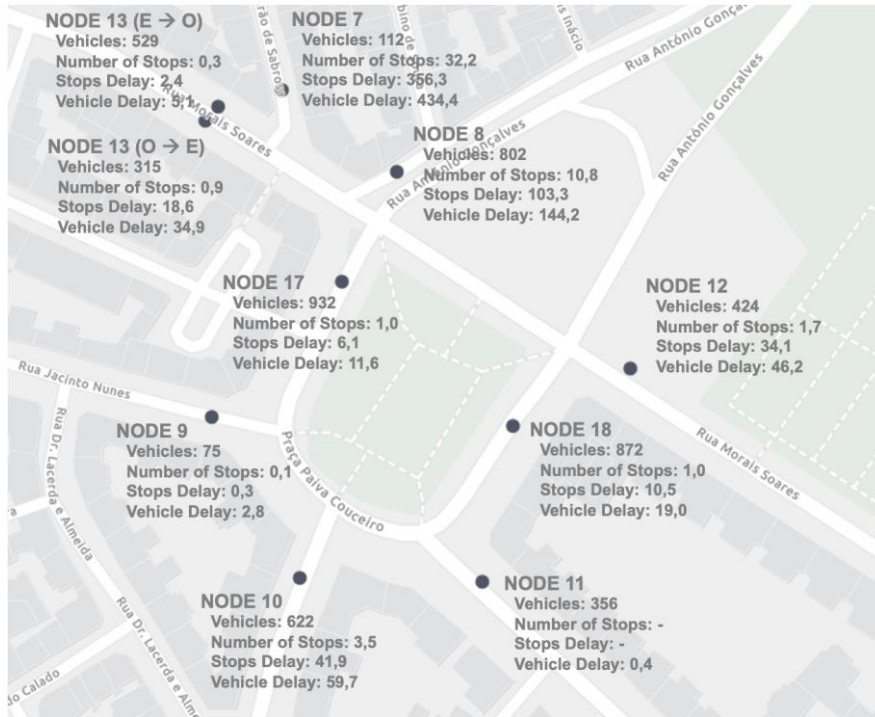 NODE 13 (E → O)
Vehicles: 529
Number of Stops: 0,3
Stops Delay: 2,4
Vehicle Delay: 5,1
NODE 7
Vehicles: 112
Number of Stops: 32,2
Stops Delay: 356,3
Vehicle Delay: 434,4
Rua António Gonçalves
Rua António Gonçalves
Rua Morais Soares
NODE 13 (O → E)
Vehicles: 315
Number of Stops: 0,9
Stops Delay: 18,6
Vehicle Delay: 34,9
NODE 8
Vehicles: 802
Number of Stops: 10,8
Stops Delay: 103,3
Vehicle Delay: 144,2
Rua António Gonçalves
NODE 17
Vehicles: 932
Number of Stops: 1,0
Stops Delay: 6,1
Vehicle Delay: 11,6
NODE 12
Vehicles: 424
Number of Stops: 1,7
Stops Delay: 34,1
Vehicle Delay: 46,2
Rua Jacinto Nunes
NODE 9
Vehicles: 75
Number of Stops: 0,1
Stops Delay: 0,3
Vehicle Delay: 2,8
Praça Paiva Couceiro
NODE 18
Vehicles: 872
Number of Stops: 1,0
Stops Delay: 10,5
Vehicle Delay: 19,0
Rua Morais Soares
Rua Dr. Lacerda e Almeida
NODE 10
Vehicles: 622
Number of Stops: 3,5
Stops Delay: 41,9
Vehicle Delay: 59,7
NODE 11
Vehicles: 356
Number of Stops: -
Stops Delay: -
Vehicle Delay: 0,4
Rua Dr. Lacerda e Alme
do Calado